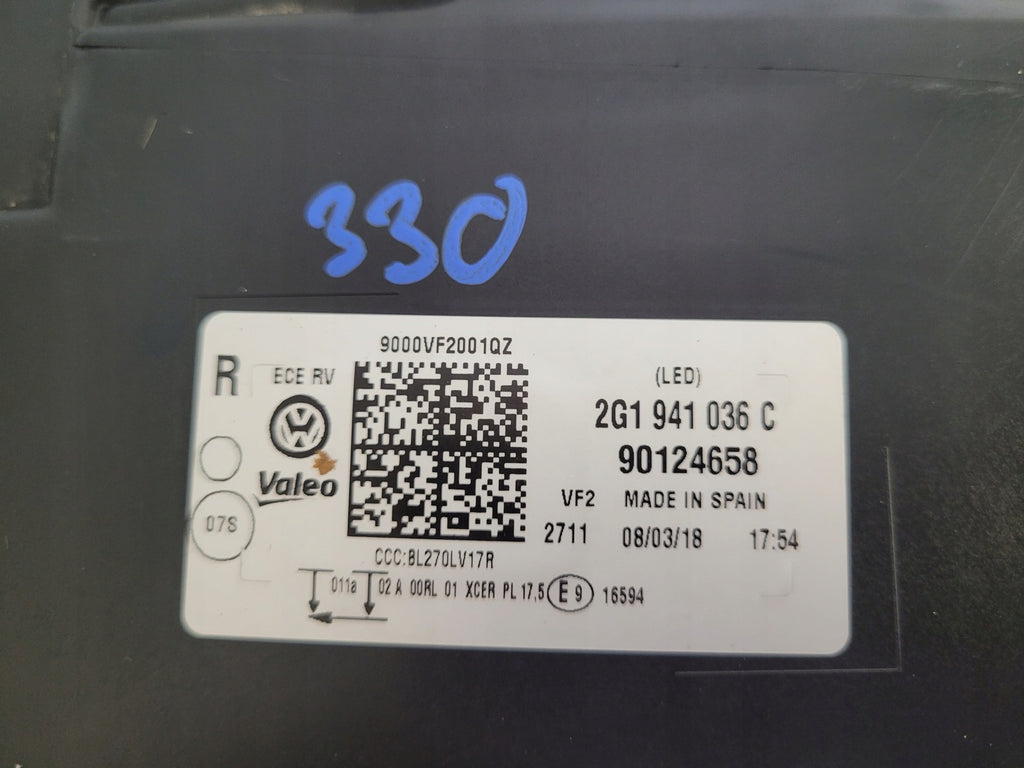 330
9000VF2001QZ
R
ECE RV
(LED)
2G1 941 036 C
90124658
Valeo
VF2 MADE IN SPAIN
07S
2711 08/03/18 17:54
CCC:BL270LV17R
011a 02 A 00RL 01 XCER PL 17,5 E 9 16594